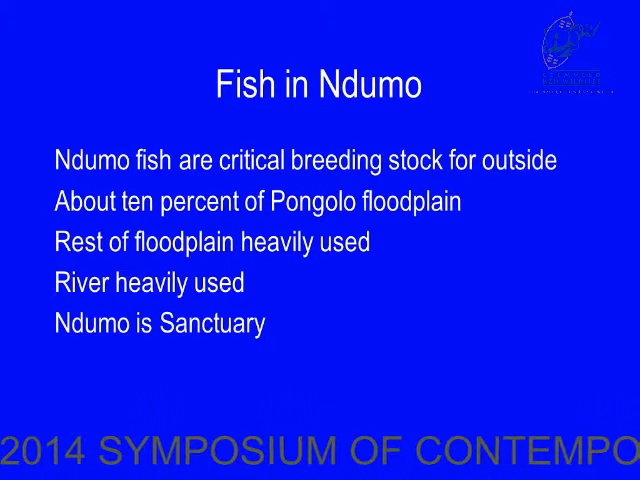 Fish in Ndumo
Ndumo fish are critical breeding stock for outside
About ten percent of Pongolo floodplain
Rest of floodplain heavily used
River heavily used
Ndumo is Sanctuary
2014 SYMPOSIUM OF CONTEMPO